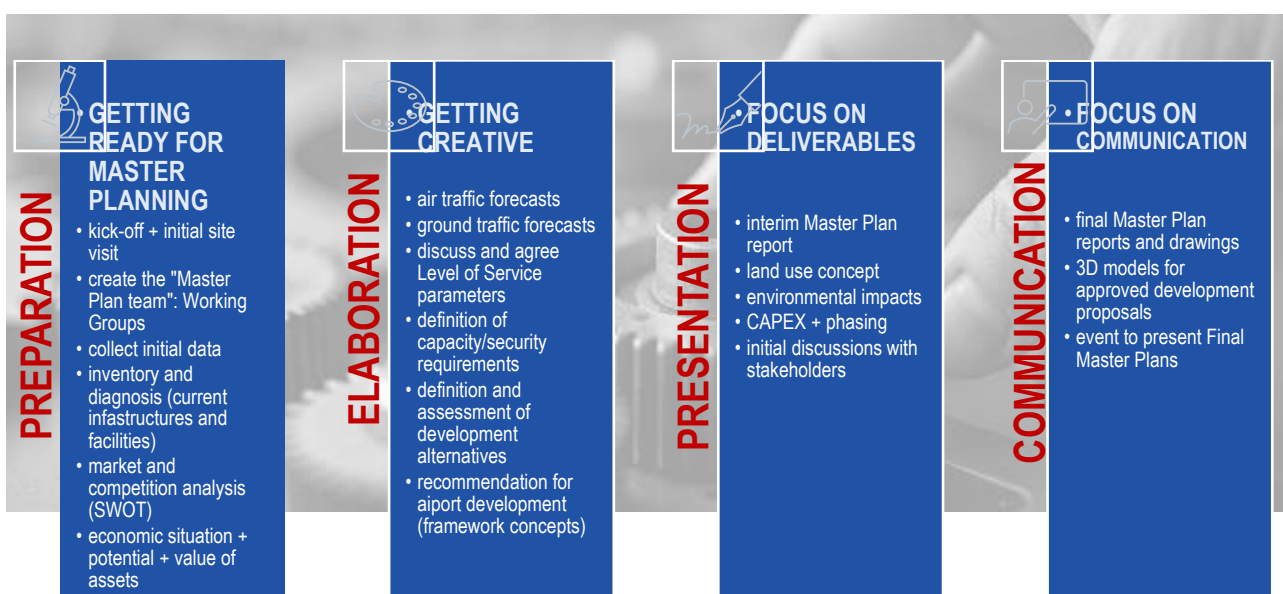 PREPARATION
• GETTING
READY FOR
MASTER
PLANNING
• kick-off + initial site
visit
• create the "Master
Plan team": Working
Groups
• collect initial data
• inventory and
diagnosis (current
infastructures and
facilities)
• market and
competition analysis
(SWOT)
• economic situation +
potential + value of
assets
ELABORATION
• GETTING
CREATIVE
• air traffic forecasts
• ground traffic forecasts
• discuss and agree
Level of Service
parameters
• definition of
capacity/security
requirements
• definition and
assessment of
development
alternatives
• recommendation for
aiport development
(framework concepts)
PRESENTATION
• FOCUS ON
DELIVERABLES
• interim Master Plan
report
• land use concept
• environmental impacts
• CAPEX + phasing
• initial discussions with
stakeholders
COMMUNICATION
• FOCUS ON
COMMUNICATION
• final Master Plan
reports and drawings
• 3D models for
approved development
proposals
• event to present Final
Master Plans